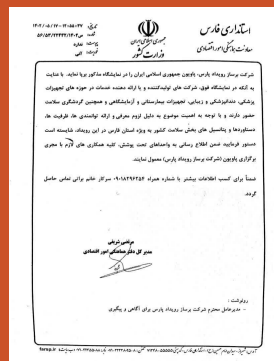 استانداری فارس
معاونت هماهنگی امور اقتصادی
جمهوری اسلامی ایران
وزارت کشور
شرکت برساز رویداد پارس، پاویون جمهوری اسلامی ایران را در نمایشگاه مذکور برپا نماید. با عنایت
به آنکه در نمایشگاه فوق، شرکت های تولیدکننده و یا ارائه دهنده خدمات در حوزه های تجهیزات
پزشکی، دندانپزشکی و زیبایی، تجهیزات بیمارستانی و آزمایشگاهی و همچنین گردشگری سلامت
حضور دارند و با توجه به اهمیت موضوع به دلیل لزوم معرفی و ارائه توانمندی ها، ظرفیت ها،
دستاوردها و پتانسیل های بخش سلامت کشور به ویژه استان فارس در این رویداد، شایسته است
دستور فرمایید ضمن اطلاع رسانی به واحدهای تحت پوشش، کلیه همکاری های لازم با مجری
برگزاری پاویون (شرکت برساز رویداد پارس) معمول نمایند.
ضمناً برای کسب اطلاعات بیشتر با شماره همراه ۰۹۰۱۸۴۹۶۳۵۴ سرکار خانم برائی تماس حاصل
گردد.
مرتضی شریفی
مدیر کل دفتر هماهنگی امور اقتصادی
رونوشت :
- مدیرعامل محترم شرکت برساز رویداد پارس برای آگاهی و پیگیری